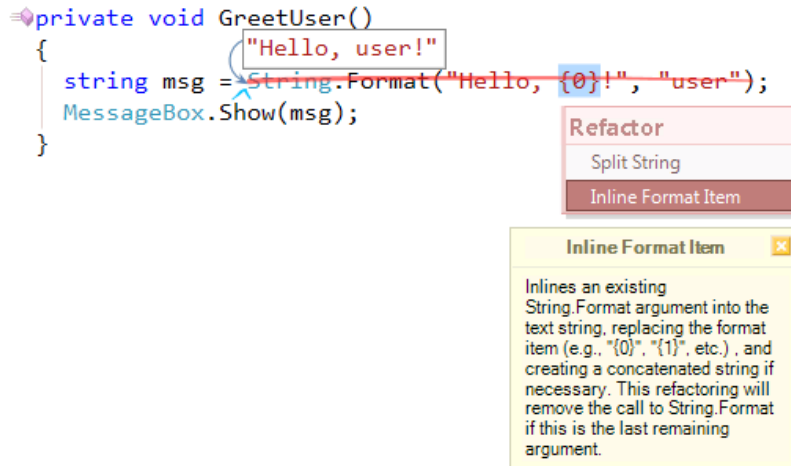 private void GreetUser()
{
"Hello, user!"
string msg = String.Format("Hello, {0}!", "user");
MessageBox.Show(msg);
}
Refactor
Split String
Inline Format Item
Inline Format Item
Inlines an existing
String.Format argument into the
text string, replacing the format
item (e.g., "{0}", "{1}", etc.) , and
creating a concatenated string if
necessary. This refactoring will
remove the call to String.Format
if this is the last remaining
argument.